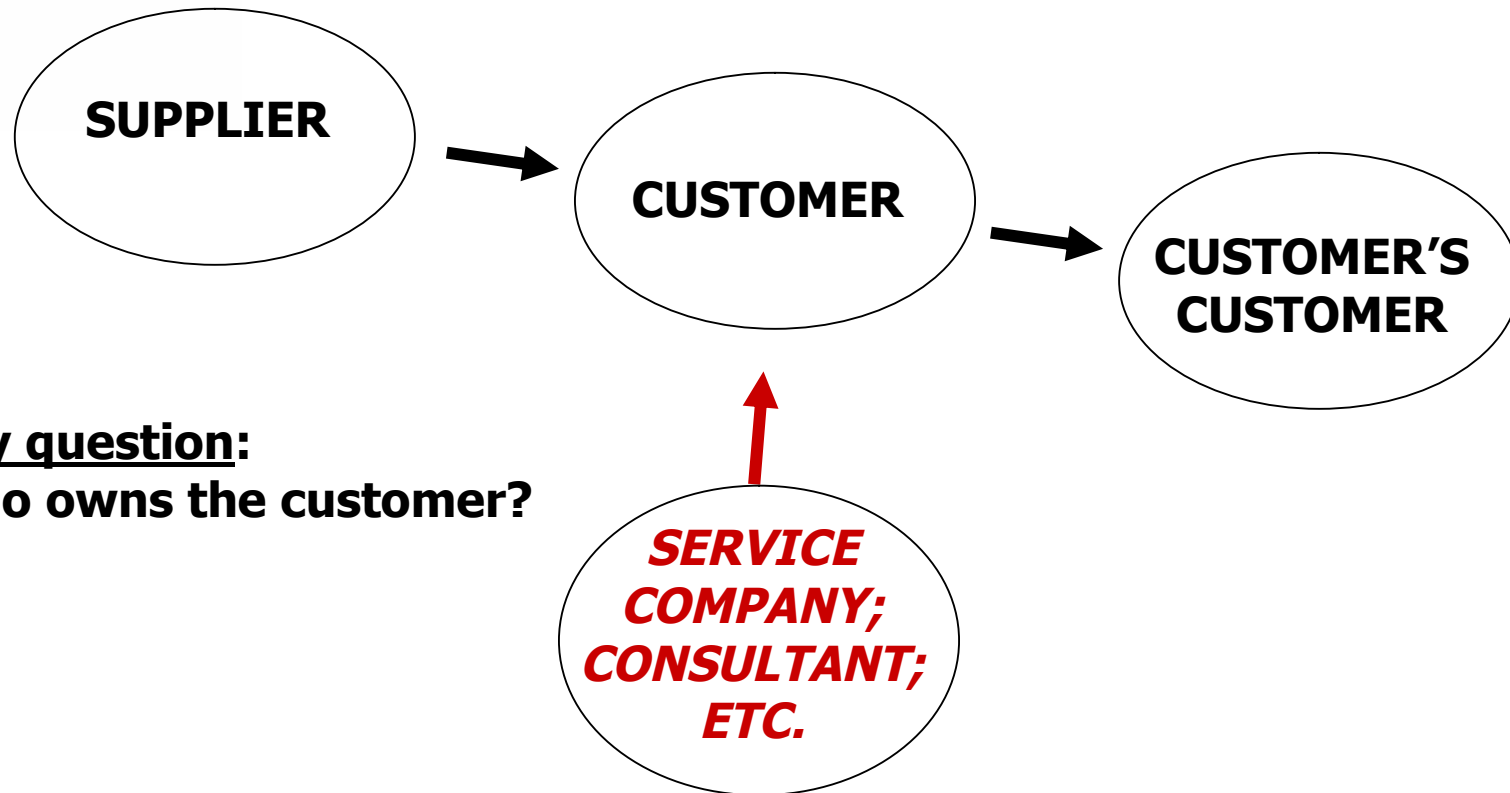 SUPPLIER
CUSTOMER
CUSTOMER’S
CUSTOMER
question:
owns the customer?
SERVICE
COMPANY;
CONSULTANT;
ETC.